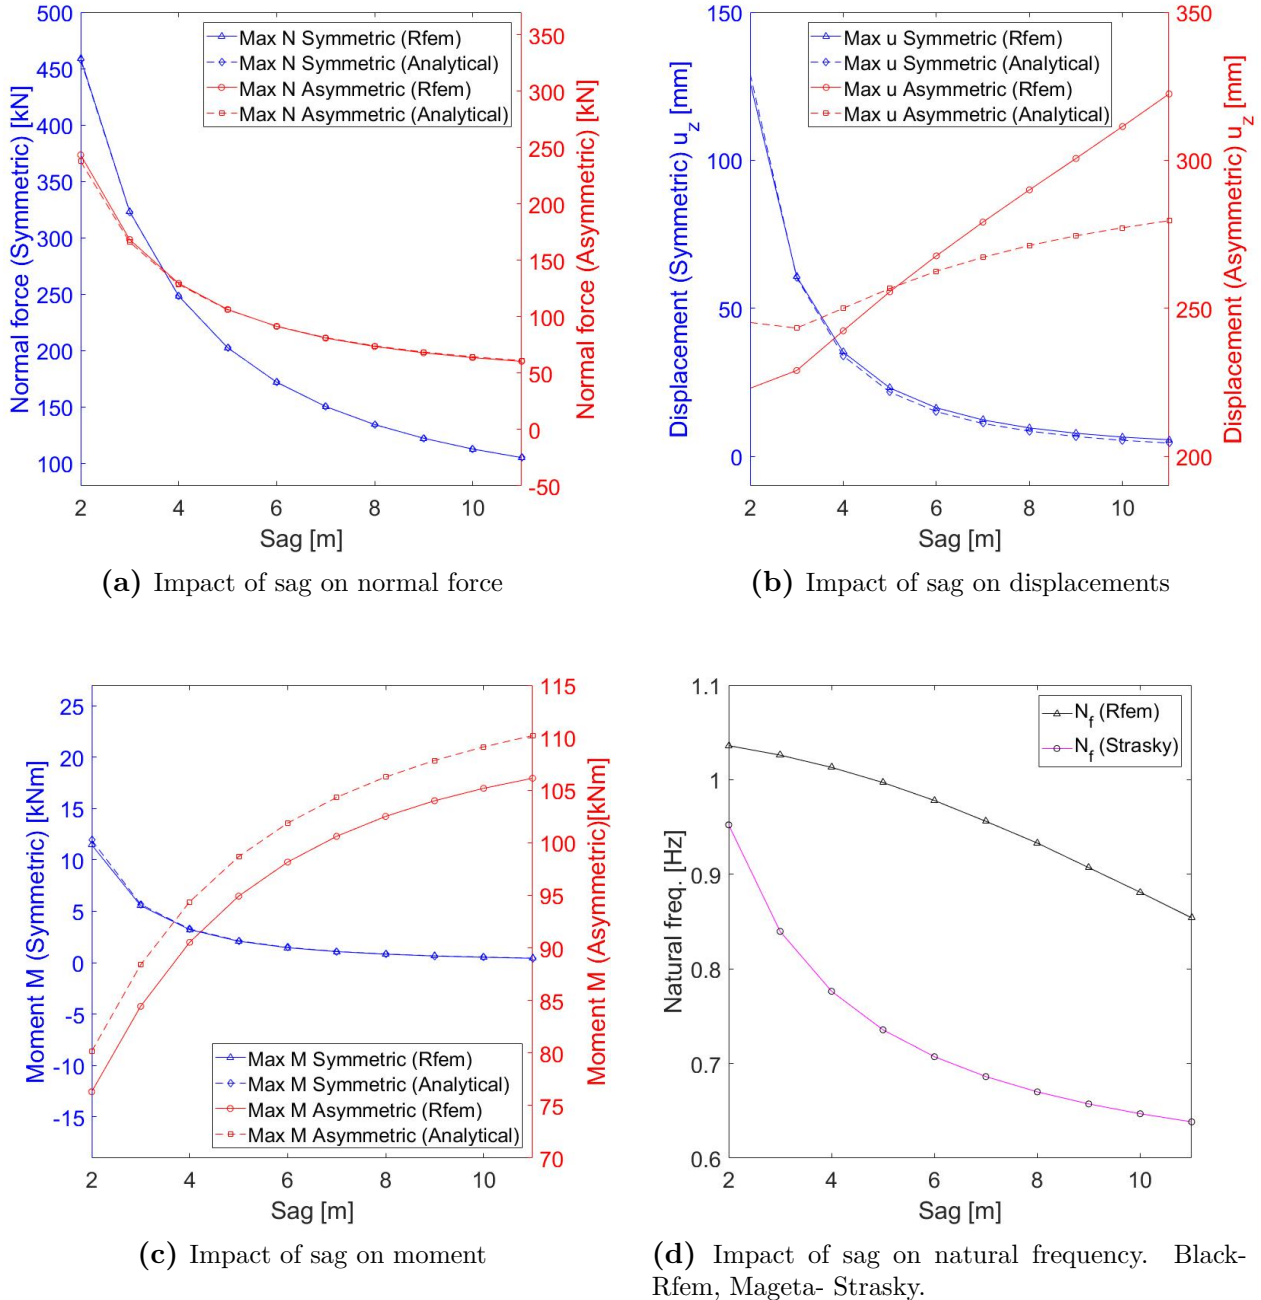 500
450
400
350
300
250
200
150
100
Normal force (Symmetric) [kN]
Max N Symmetric (Rfem)
Max N Symmetric (Analytical)
Max N Asymmetric (Rfem)
Max N Asymmetric (Analytical)
350
300
250
200
150
100
50
0
-50
Normal force (Asymmetric) [kN]
2 4 6 8 10
Sag [m]
(a) Impact of sag on normal force
150
100
50
0
Displacement (Symmetric) u_z [mm]
Max u Symmetric (Rfem)
Max u Symmetric (Analytical)
Max u Asymmetric (Rfem)
Max u Asymmetric (Analytical)
350
300
250
200
Displacement (Asymmetric) u_z [mm]
2 4 6 8 10
Sag [m]
(b) Impact of sag on displacements
25
20
15
10
5
0
-5
-10
-15
Moment M (Symmetric) [kNm]
Max M Symmetric (Rfem)
Max M Symmetric (Analytical)
Max M Asymmetric (Rfem)
Max M Asymmetric (Analytical)
115
110
105
100
95
90
85
80
75
70
Moment M (Asymmetric)[kNm]
2 4 6 8 10
Sag [m]
(c) Impact of sag on moment
1.1
1
0.9
0.8
0.7
0.6
Natural freq. [Hz]
N_f (Rfem)
N_f (Strasky)
2 4 6 8 10
Sag [m]
(d) Impact of sag on natural frequency. Black-
Rfem, Mageta- Strasky.